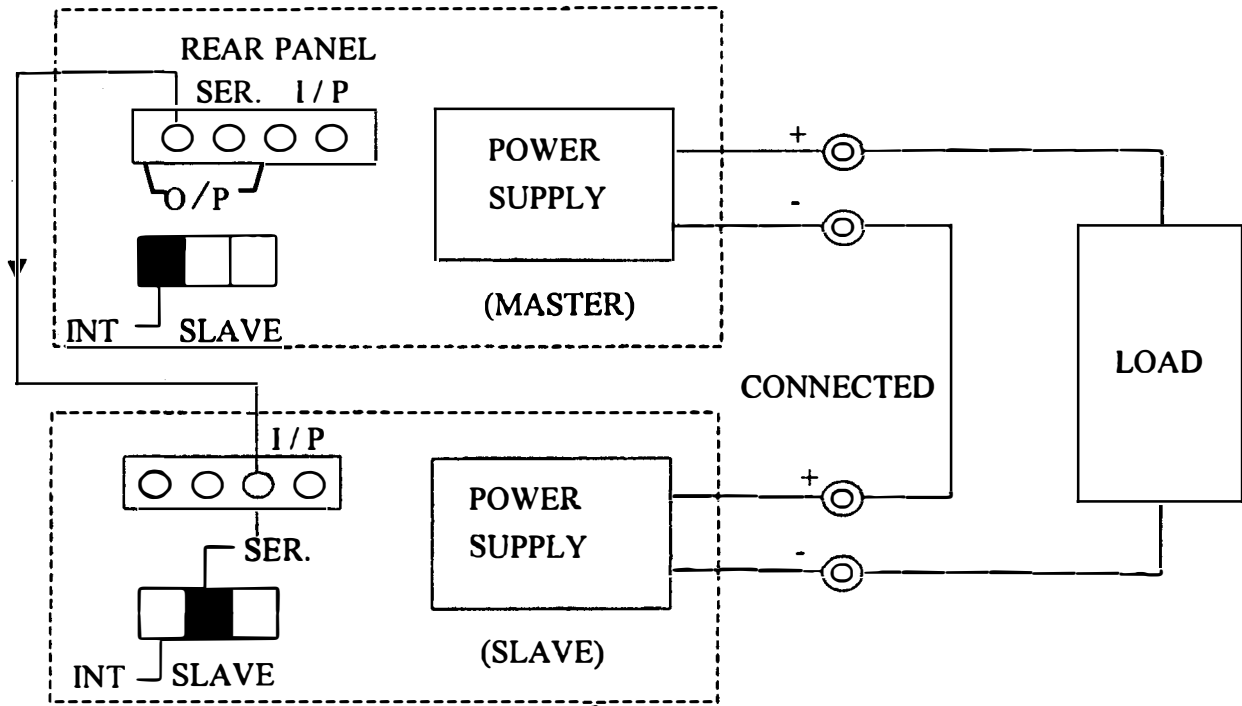 REAR PANEL
SER. I / P
O / P
INT SLAVE
POWER
SUPPLY
(MASTER)
+
-
CONNECTED
LOAD
I / P
SER.
INT SLAVE
POWER
SUPPLY
(SLAVE)
+
-